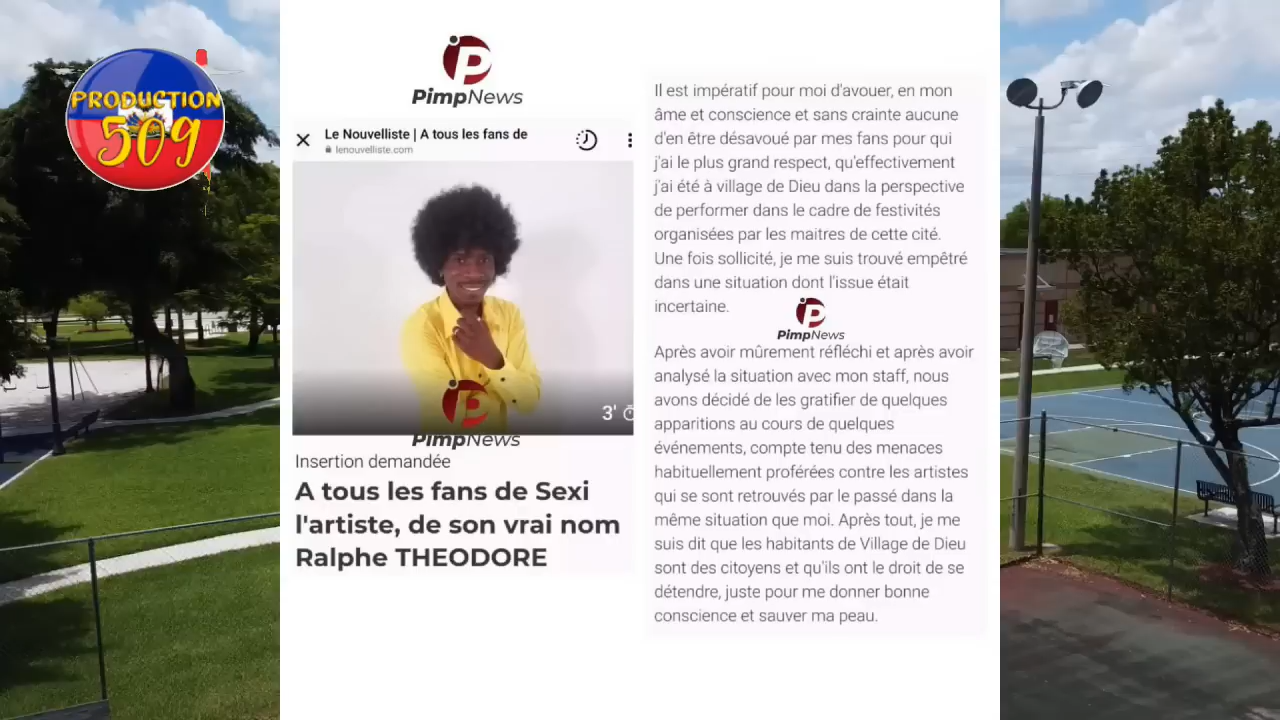 PRODUCTION
509
PimpNews
Le Nouvelliste | A tous les fans de
lenouvelliste.com
3'
PimpNews
Insertion demandée
A tous les fans de Sexi
l'artiste, de son vrai nom
Ralphe THEODORE
Il est impératif pour moi d'avouer, en mon
âme et conscience et sans crainte aucune
d'en être désavoué par mes fans pour qui
j'ai le plus grand respect, qu'effectivement
j'ai été à village de Dieu dans la perspective
de performer dans le cadre de festivités
organisées par les maitres de cette cité.
Une fois sollicité, je me suis trouvé empêtré
dans une situation dont l'issue était
incertaine.
PimpNews
Après avoir mûrement réfléchi et après avoir
analysé la situation avec mon staff, nous
avons décidé de les gratifier de quelques
apparitions au cours de quelques
événements, compte tenu des menaces
habituellement proférées contre les artistes
qui se sont retrouvés par le passé dans la
même situation que moi. Après tout, je me
suis dit que les habitants de Village de Dieu
sont des citoyens et qu'ils ont le droit de se
détendre, juste pour me donner bonne
conscience et sauver ma peau.